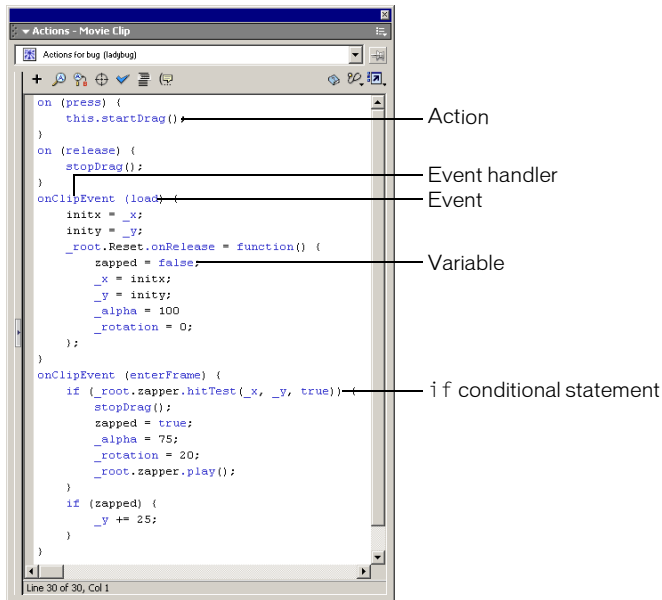 Actions - Movie Clip
Actions for bug (ladybug)
on (press) {
this.startDrag();
}
on (release) {
stopDrag();
}
onClipEvent (load) {
initx = _x;
inity = _y;
_root.Reset.onRelease = function() {
zapped = false;
_x = initx;
_y = inity;
_alpha = 100
_rotation = 0;
};
}
onClipEvent (enterFrame) {
if (_root.zapper.hitTest(_x, _y, true)) {
stopDrag();
zapped = true;
_alpha = 75;
_rotation = 20;
_root.zapper.play();
}
if (zapped) {
_y += 25;
}
}
Line 30 of 30, Col 1
Action
Event handler
Event
Variable
if conditional statement